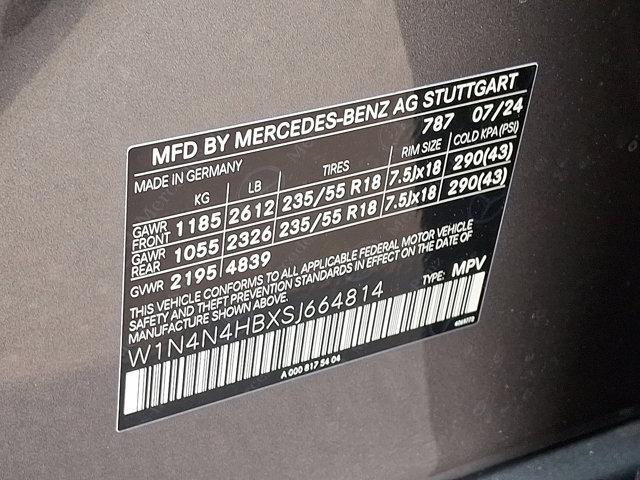 MFD BY MERCEDES-BENZ AG STUTTGART
MADE IN GERMANY 787 07/24
KG LB TIRES RIM SIZE COLD KPA(PSI)
GAWR FRONT 1185 2612 235/55 R18 7.5Jx18 290(43)
GAWR REAR 1055 2326 235/55 R18 7.5Jx18 290(43)
GVWR 2195 4839
THIS VEHICLE CONFORMS TO ALL APPLICABLE FEDERAL MOTOR VEHICLE
SAFETY AND THEFT PREVENTION STANDARDS IN EFFECT ON THE DATE OF
MANUFACTURE SHOWN ABOVE. TYPE: MPV
W1N4N4HBXSJ664814
A 000 817 54 04